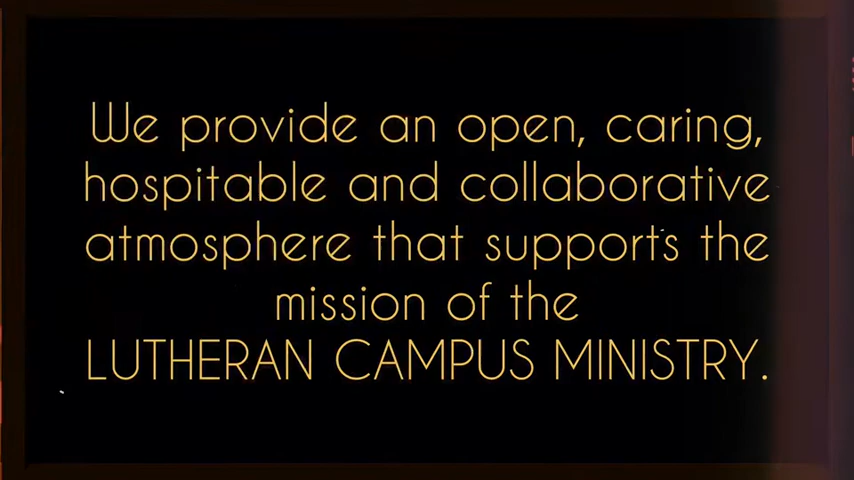 We provide an open, caring,
hospitable and collaborative
atmosphere that supports the
mission of the
LUTHERAN CAMPUS MINISTRY.